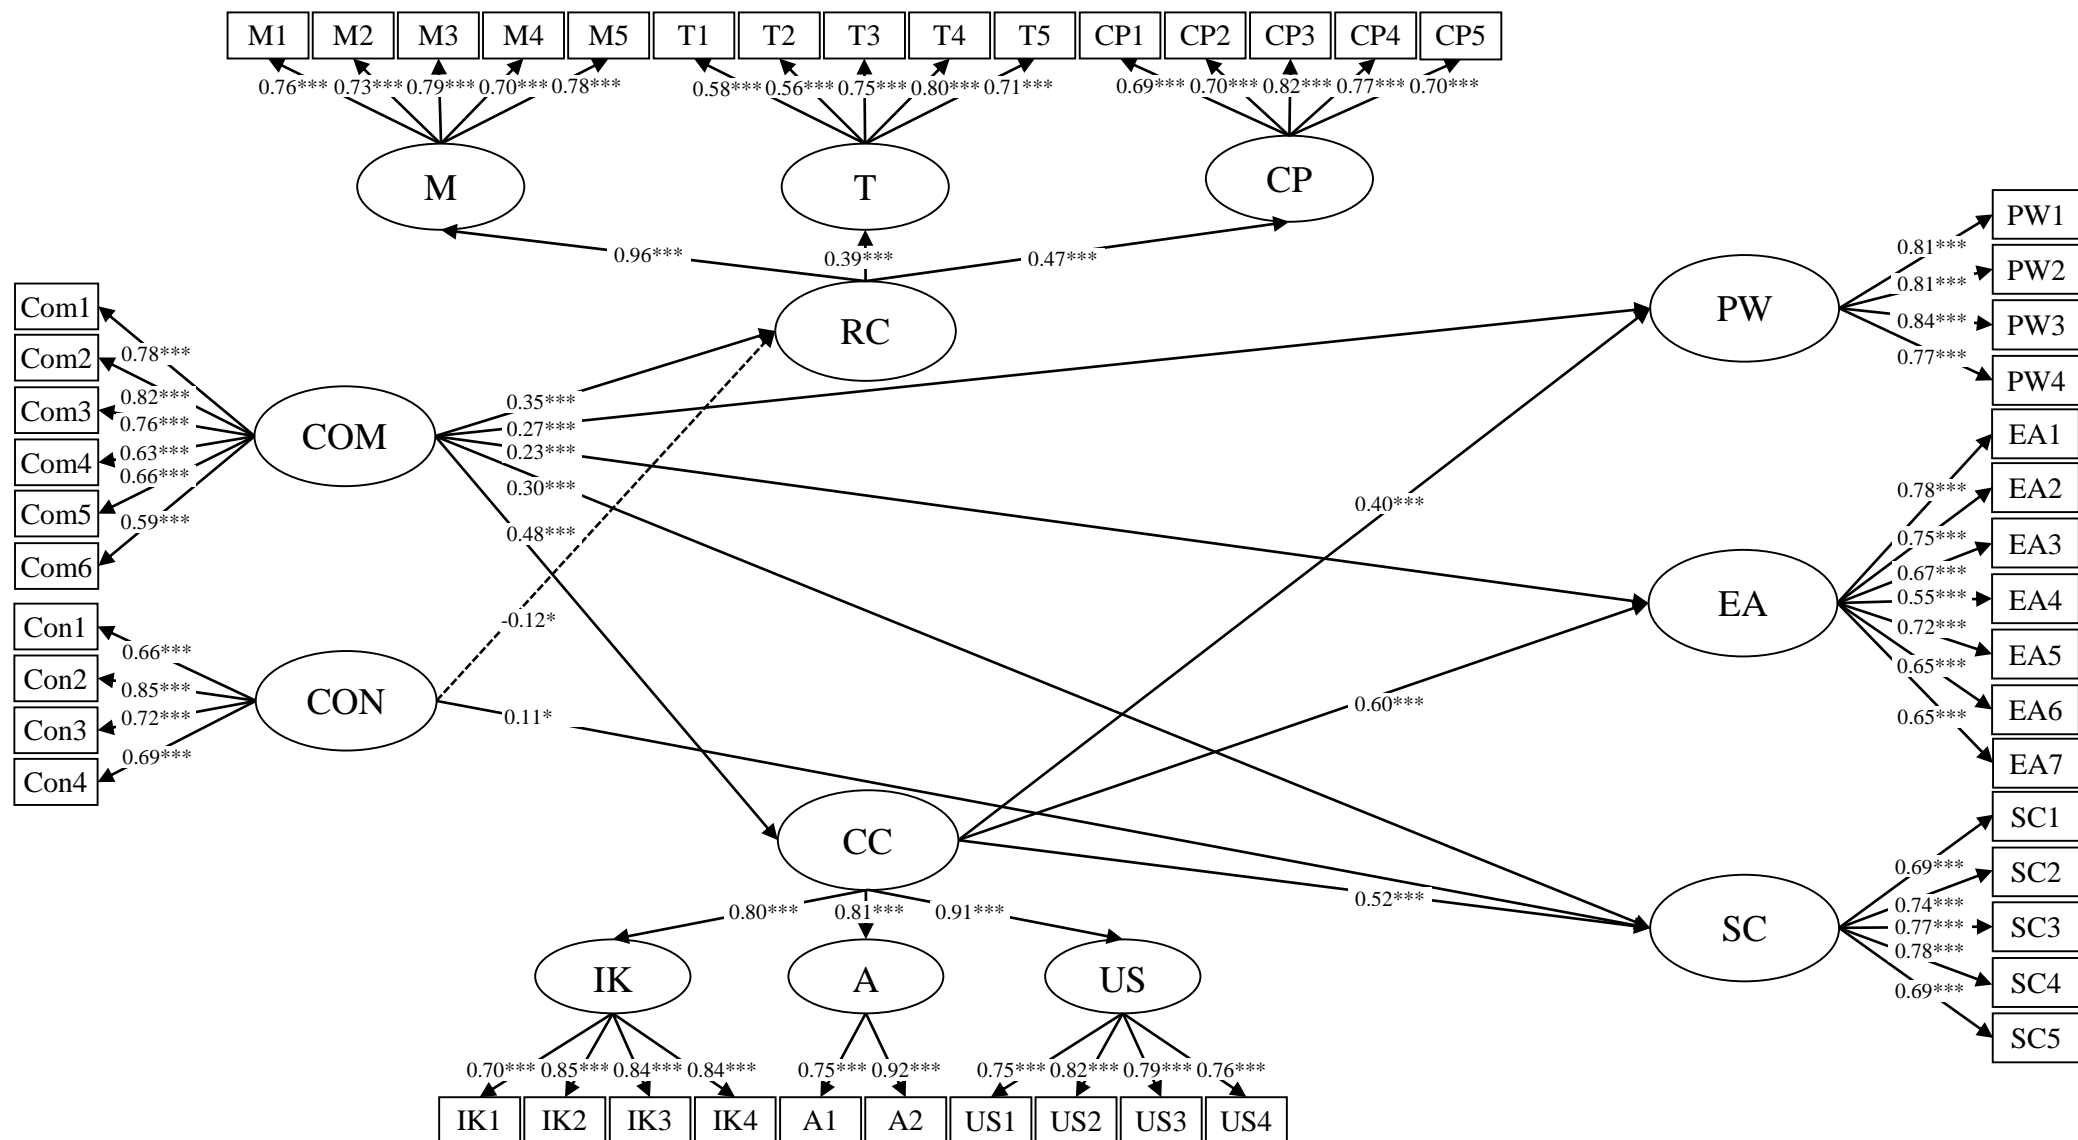 M1 M2 M3 M4 M5 T1 T2 T3 T4 T5 CP1 CP2 CP3 CP4 CP5
0.76*** 0.73*** 0.79*** 0.70*** 0.78*** 0.58*** 0.56*** 0.75*** 0.80*** 0.71*** 0.69*** 0.70*** 0.82*** 0.77*** 0.70***
M T CP
0.96*** 0.39*** 0.47***
RC
Com1
Com2
Com3
Com4
Com5
Com6
0.78***
0.82***
0.76***
0.63***
0.66***
0.59***
COM
0.35***
0.27***
0.23***
0.30***
0.48***
Con1
Con2
Con3
Con4
0.66***
0.85***
0.72***
0.69***
CON
-0.12*
0.11*
CC
0.40***
0.60***
0.52***
0.80*** 0.81*** 0.91***
IK A US
0.70*** 0.85*** 0.84*** 0.84*** 0.75*** 0.92*** 0.75*** 0.82*** 0.79*** 0.76***
IK1 IK2 IK3 IK4 A1 A2 US1 US2 US3 US4
PW
0.81***
0.81***
0.84***
0.77***
PW1
PW2
PW3
PW4
EA
0.78***
0.75***
0.67***
0.55***
0.72***
0.65***
0.65***
EA1
EA2
EA3
EA4
EA5
EA6
EA7
SC
0.69***
0.74***
0.77***
0.78***
0.69***
SC1
SC2
SC3
SC4
SC5